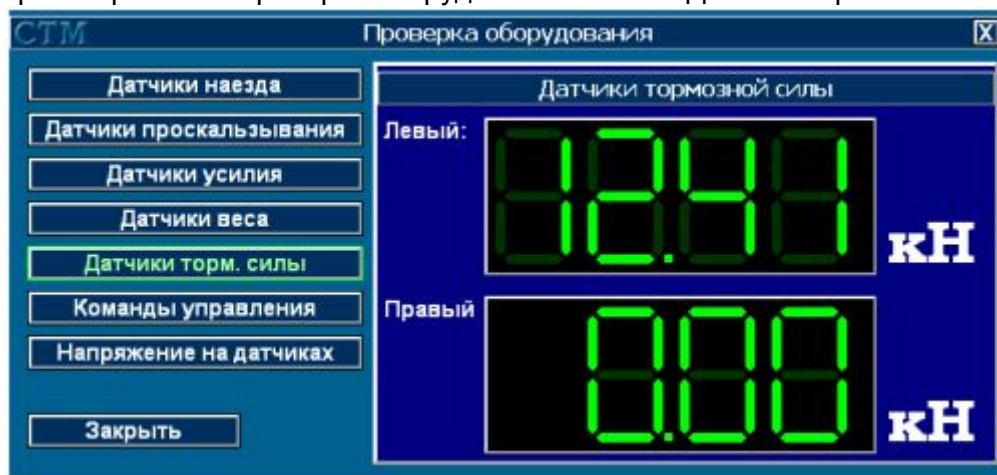 СТМ
Проверка оборудования
X
Датчики наезда
Датчики проскальзывания
Датчики усилия
Датчики веса
Датчики торм. силы
Команды управления
Напряжение на датчиках
Закрыть
Датчики тормозной силы
Левый:
12.41
кН
Правый
0.00
кН